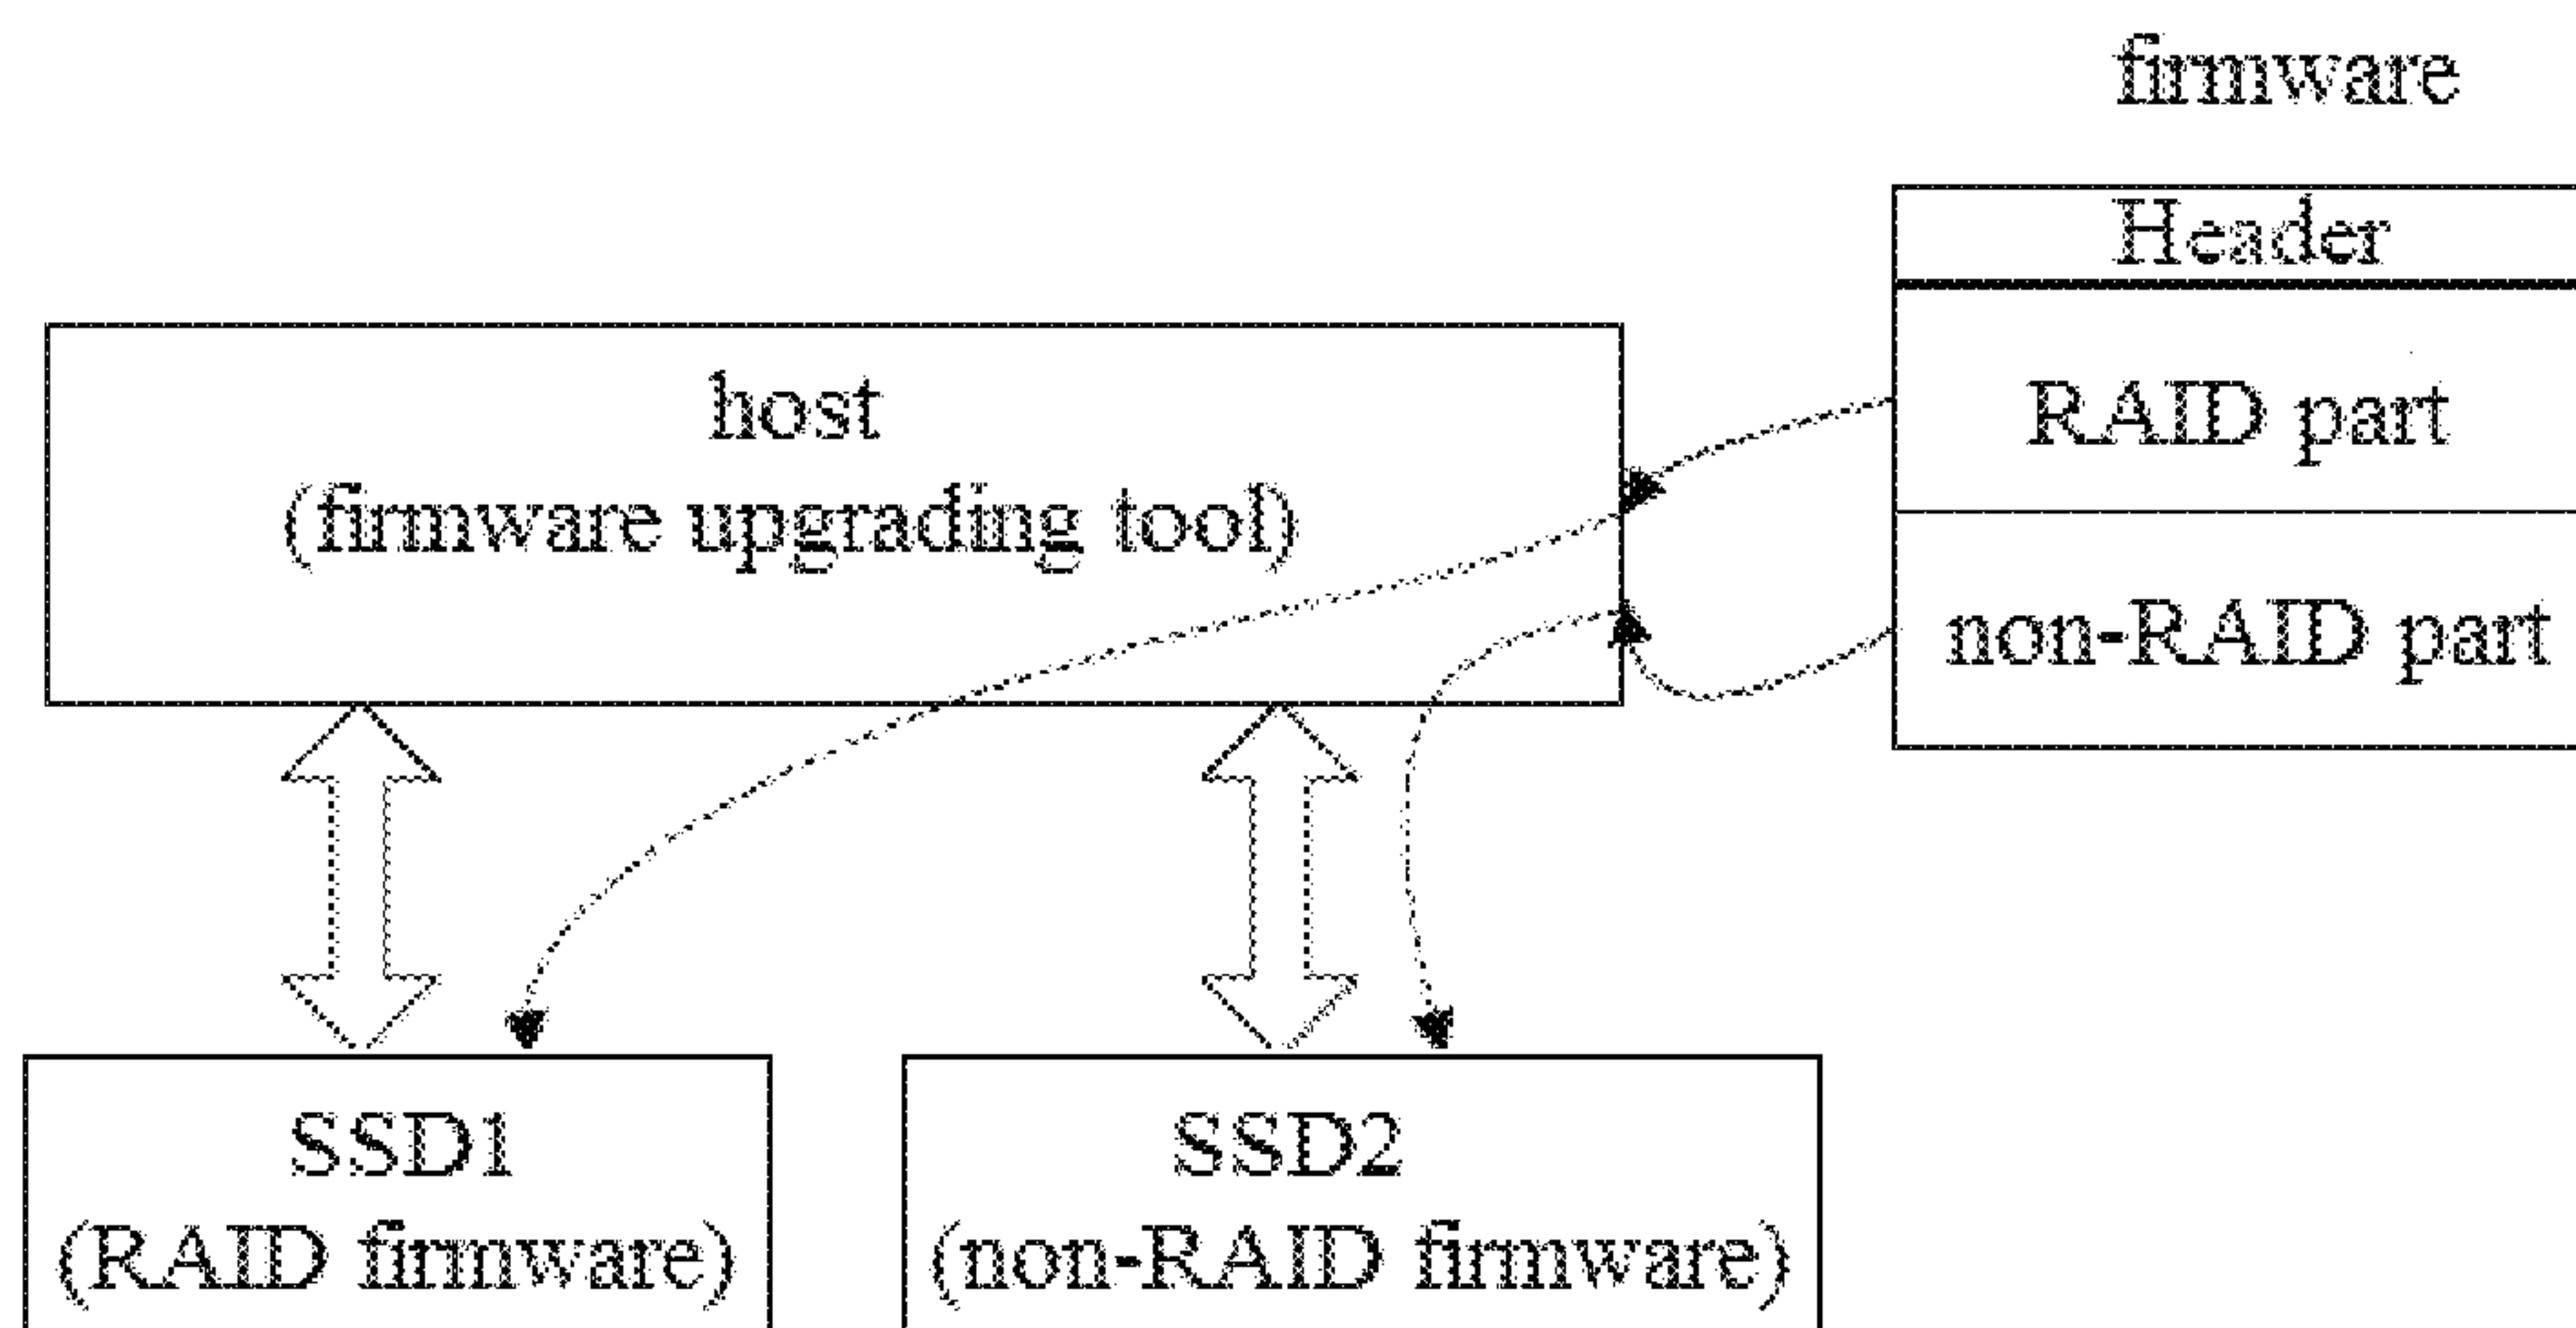 firmware
Header
RAID part
non-RAID part
host
(firmware upgrading tool)
SSD1
(RAID firmware)
SSD2
(non-RAID firmware)